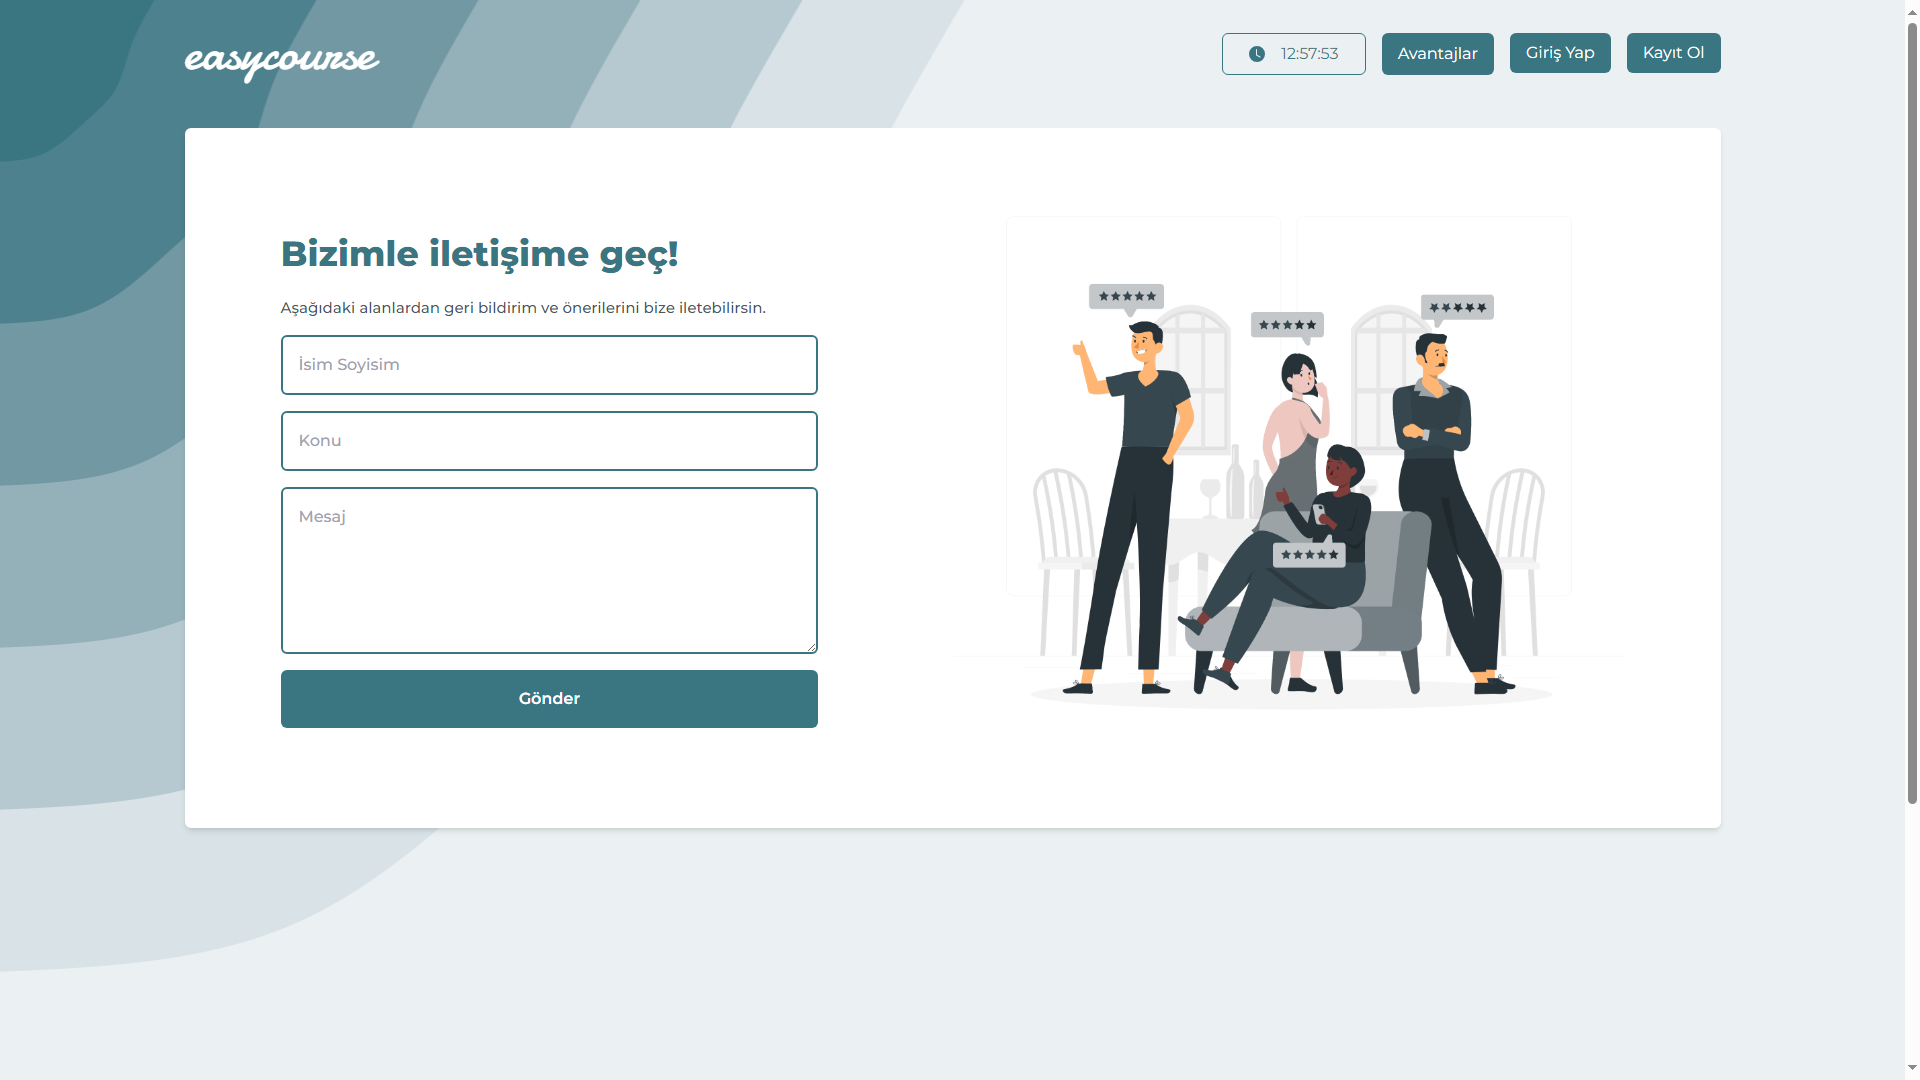 easycourse
12:57:53
Avantajlar
Giriş Yap
Kayıt Ol
Bizimle iletişime geç!
Aşağıdaki alanlardan geri bildirim ve önerilerini bize iletebilirsin.
İsim Soyisim
Konu
Mesaj
Gönder